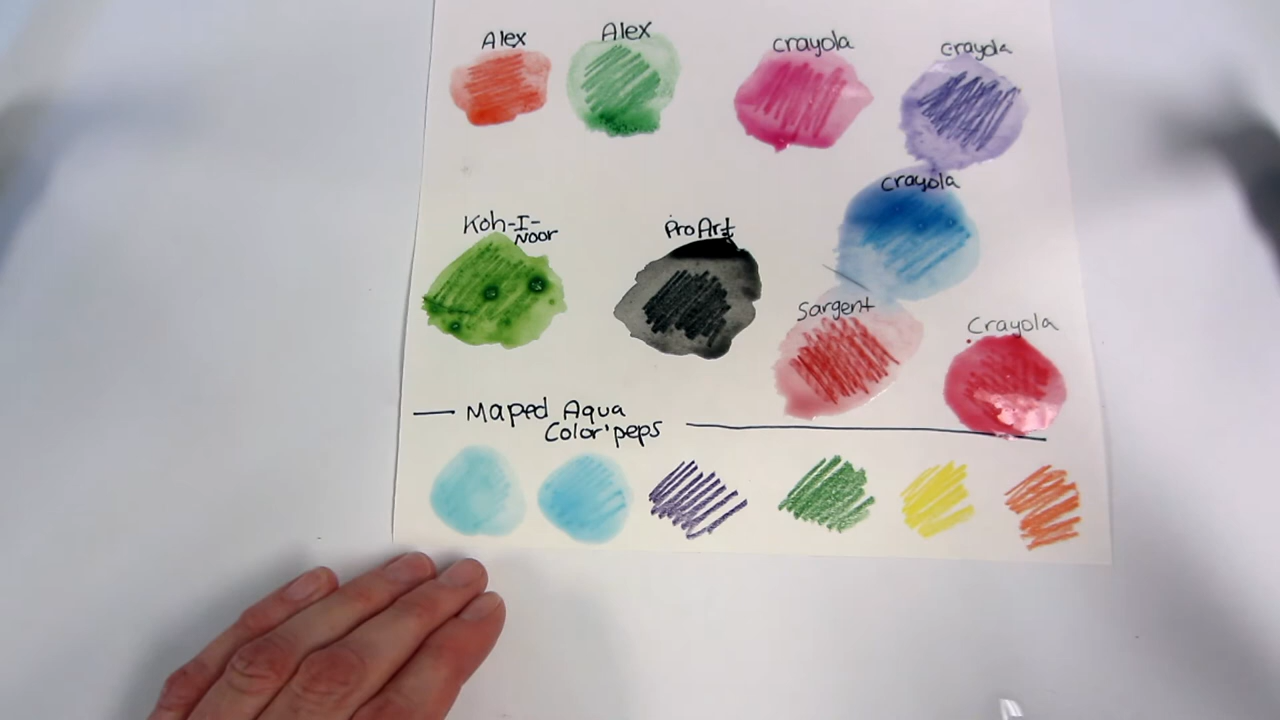 Alex
Alex
crayola
Crayola
Crayola
Koh-I-
Noor
ProArt
Sargent
Crayola
Maped Aqua
Color'peps